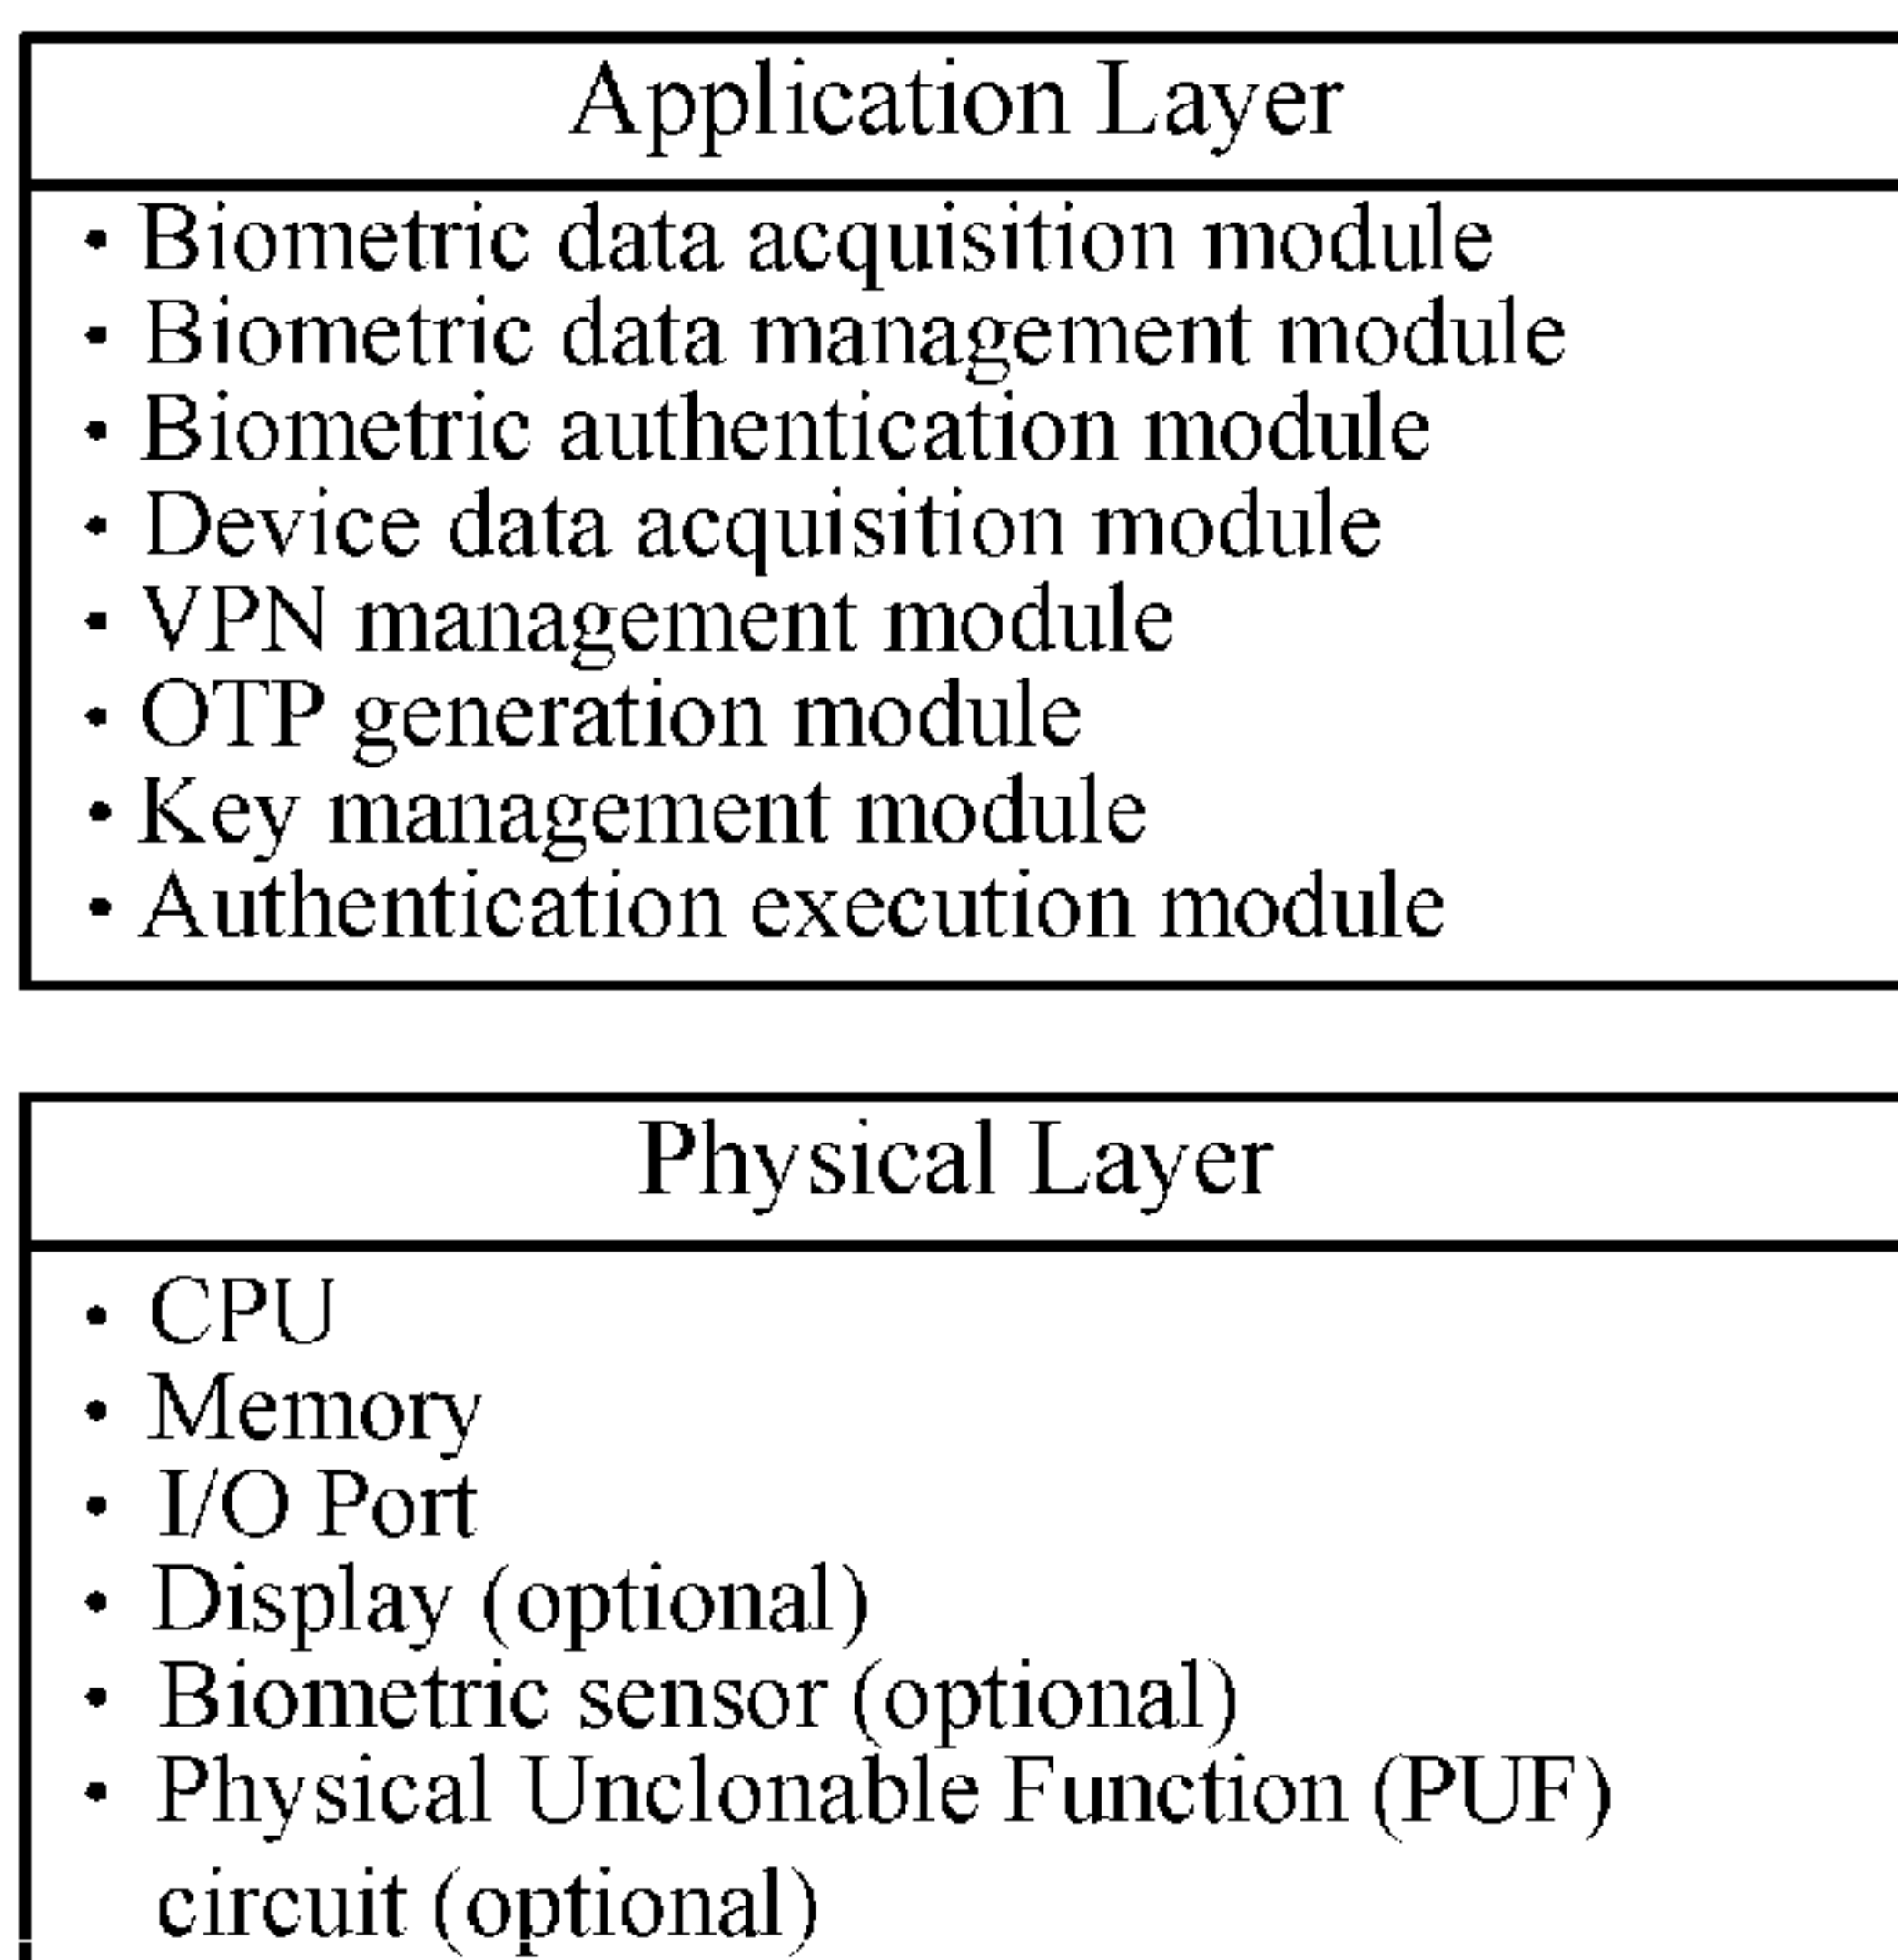 Application Layer
• Biometric data acquisition module
• Biometric data management module
• Biometric authentication module
• Device data acquisition module
• VPN management module
• OTP generation module
• Key management module
• Authentication execution module
Physical Layer
• CPU
• Memory
• I/O Port
• Display (optional)
• Biometric sensor (optional)
• Physical Unclonable Function (PUF)
circuit (optional)